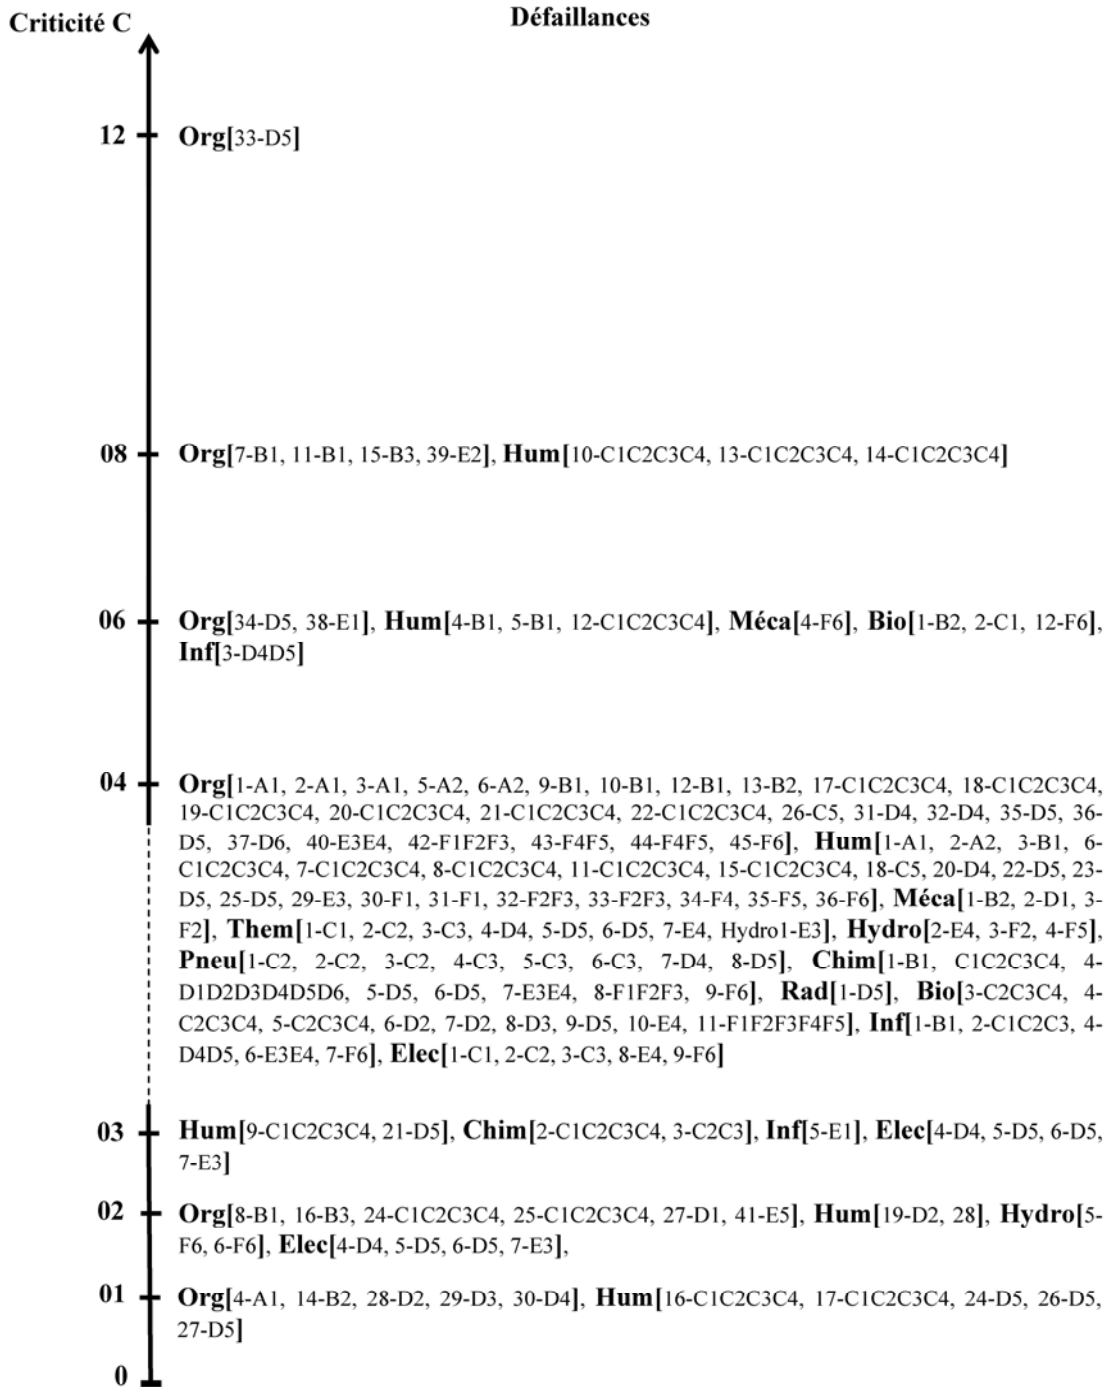 Criticité C
Défaillances
12 Org[33-D5]
08 Org[7-B1, 11-B1, 15-B3, 39-E2], Hum[10-C1C2C3C4, 13-C1C2C3C4, 14-C1C2C3C4]
06 Org[34-D5, 38-E1], Hum[4-B1, 5-B1, 12-C1C2C3C4], Méca[4-F6], Bio[1-B2, 2-C1, 12-F6],
Inf[3-D4D5]
04 Org[1-A1, 2-A1, 3-A1, 5-A2, 6-A2, 9-B1, 10-B1, 12-B1, 13-B2, 17-C1C2C3C4, 18-C1C2C3C4,
19-C1C2C3C4, 20-C1C2C3C4, 21-C1C2C3C4, 22-C1C2C3C4, 26-C5, 31-D4, 32-D4, 35-D5, 36-
D5, 37-D6, 40-E3E4, 42-F1F2F3, 43-F4F5, 44-F4F5, 45-F6], Hum[1-A1, 2-A2, 3-B1, 6-
C1C2C3C4, 7-C1C2C3C4, 8-C1C2C3C4, 11-C1C2C3C4, 15-C1C2C3C4, 18-C5, 20-D4, 22-D5, 23-
D5, 25-D5, 29-E3, 30-F1, 31-F1, 32-F2F3, 33-F2F3, 34-F4, 35-F5, 36-F6], Méca[1-B2, 2-D1, 3-
F2], Them[1-C1, 2-C2, 3-C3, 4-D4, 5-D5, 6-D5, 7-E4, Hydro1-E3], Hydro[2-E4, 3-F2, 4-F5],
Pneu[1-C2, 2-C2, 3-C2, 4-C3, 5-C3, 6-C3, 7-D4, 8-D5], Chim[1-B1, C1C2C3C4, 4-
D1D2D3D4D5D6, 5-D5, 6-D5, 7-E3E4, 8-F1F2F3, 9-F6], Rad[1-D5], Bio[3-C2C3C4, 4-
C2C3C4, 5-C2C3C4, 6-D2, 7-D2, 8-D3, 9-D5, 10-E4, 11-F1F2F3F4F5], Inf[1-B1, 2-C1C2C3, 4-
D4D5, 6-E3E4, 7-F6], Elec[1-C1, 2-C2, 3-C3, 8-E4, 9-F6]
03 Hum[9-C1C2C3C4, 21-D5], Chim[2-C1C2C3C4, 3-C2C3], Inf[5-E1], Elec[4-D4, 5-D5, 6-D5,
7-E3]
02 Org[8-B1, 16-B3, 24-C1C2C3C4, 25-C1C2C3C4, 27-D1, 41-E5], Hum[19-D2, 28], Hydro[5-
F6, 6-F6], Elec[4-D4, 5-D5, 6-D5, 7-E3],
01 Org[4-A1, 14-B2, 28-D2, 29-D3, 30-D4], Hum[16-C1C2C3C4, 17-C1C2C3C4, 24-D5, 26-D5,
27-D5]
0